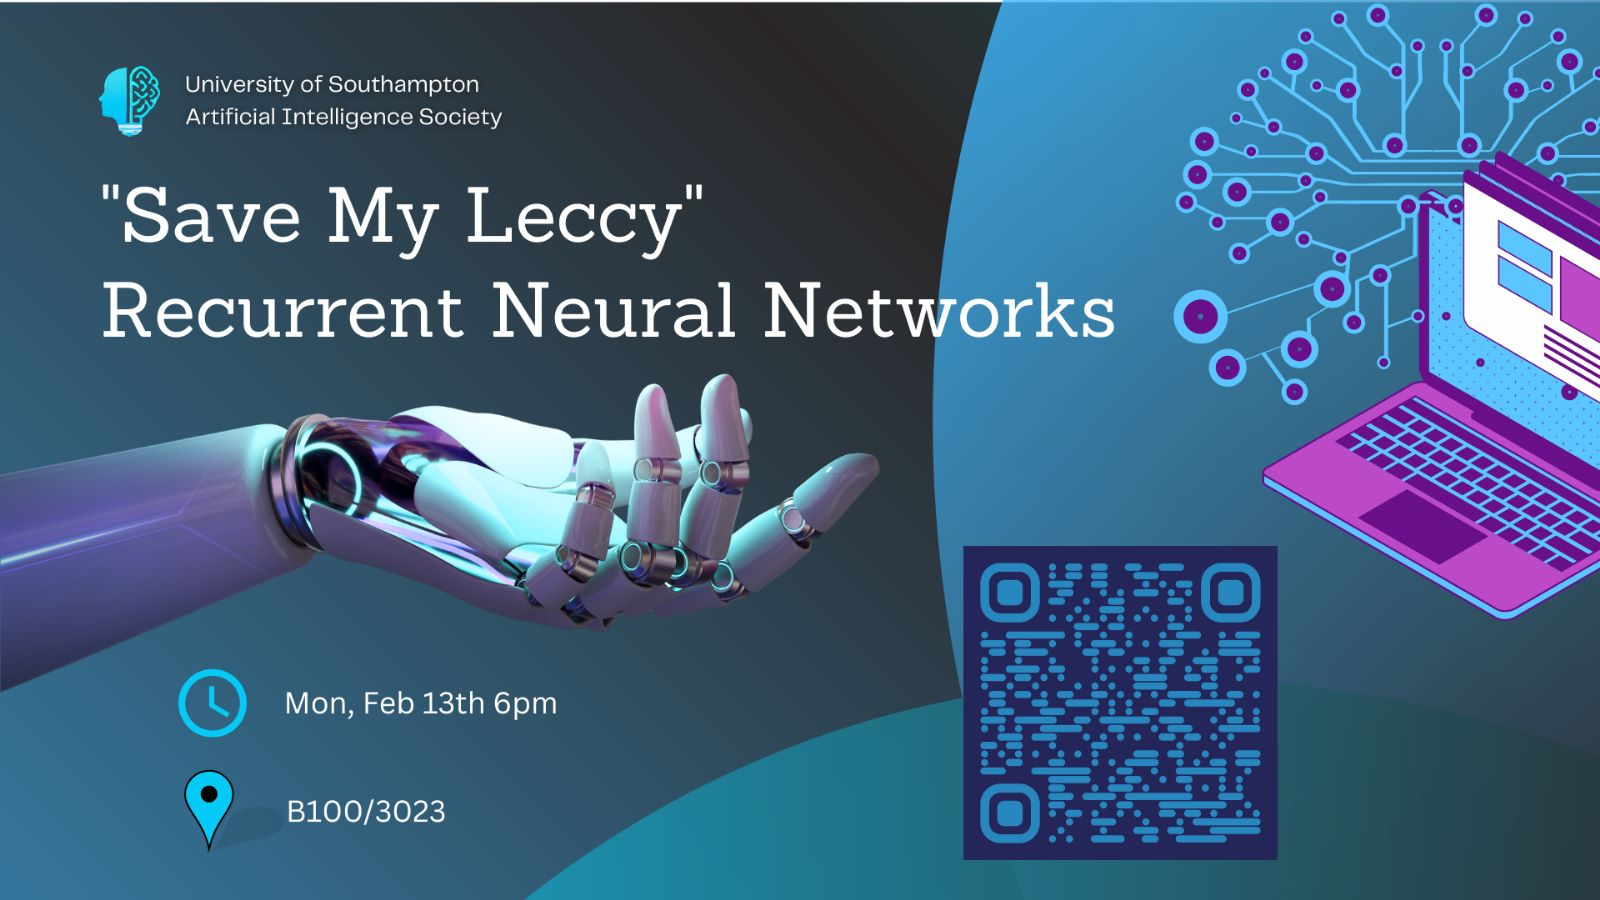 University of Southampton
Artificial Intelligence Society
"Save My Leccy"
Recurrent Neural Networks
Mon, Feb 13th 6pm
B100/3023